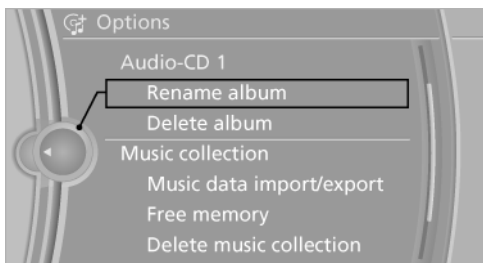 Options
Audio-CD 1
Rename album
Delete album
Music collection
Music data import/export
Free memory
Delete music collection